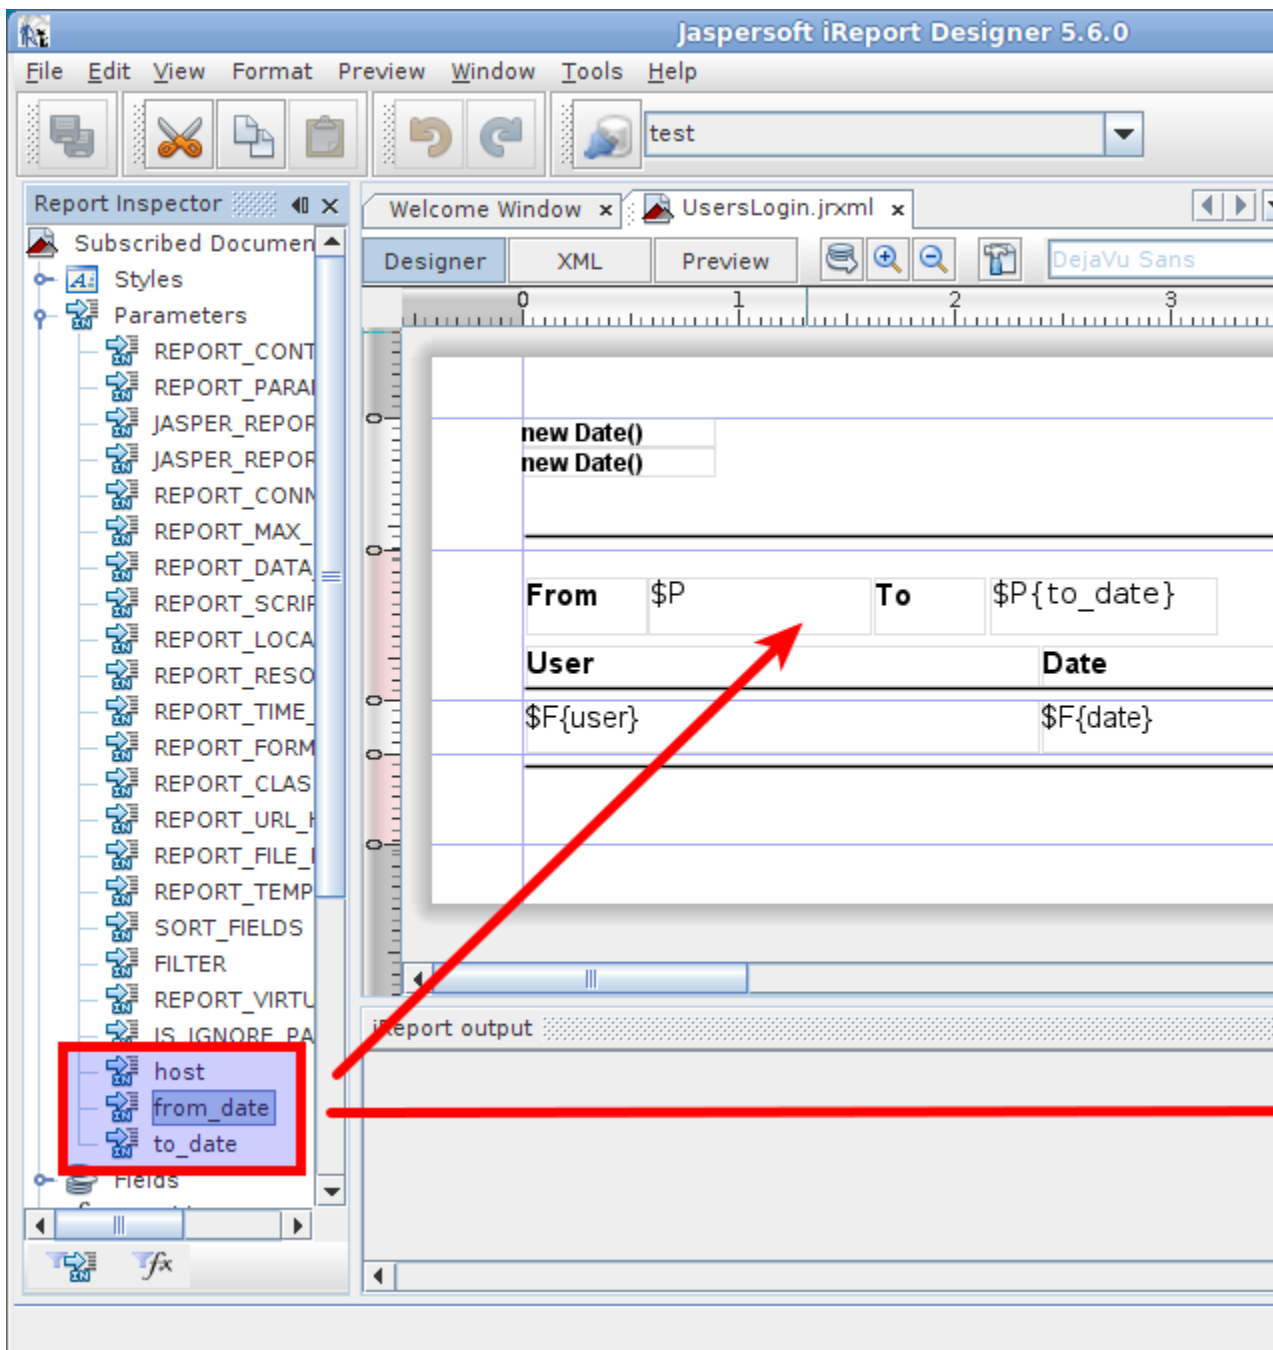 Jaspersoft iReport Designer 5.6.0
File Edit View Format Preview Window Tools Help
test
Report Inspector
Welcome Window
UsersLogin.jrxml
Subscribed Documen
Designer XML Preview
DejaVu Sans
0 1 2 3
Styles
Parameters
REPORT_CONT
REPORT_PARA
JASPER_REPOR
JASPER_REPOR
REPORT_CONN
REPORT_MAX_
REPORT_DATA_
REPORT_SCRIP
REPORT_LOCA
REPORT_RESO
REPORT_TIME_
REPORT_FORM
REPORT_CLAS
REPORT_URL_H
REPORT_FILE_
REPORT_TEMP
SORT_FIELDS
FILTER
REPORT_VIRTU
IS_IGNORE_PA
host
from_date
to_date
Fields
new Date()
new Date()
From $P To $P{to_date}
User Date
$F{user} $F{date}
iReport output